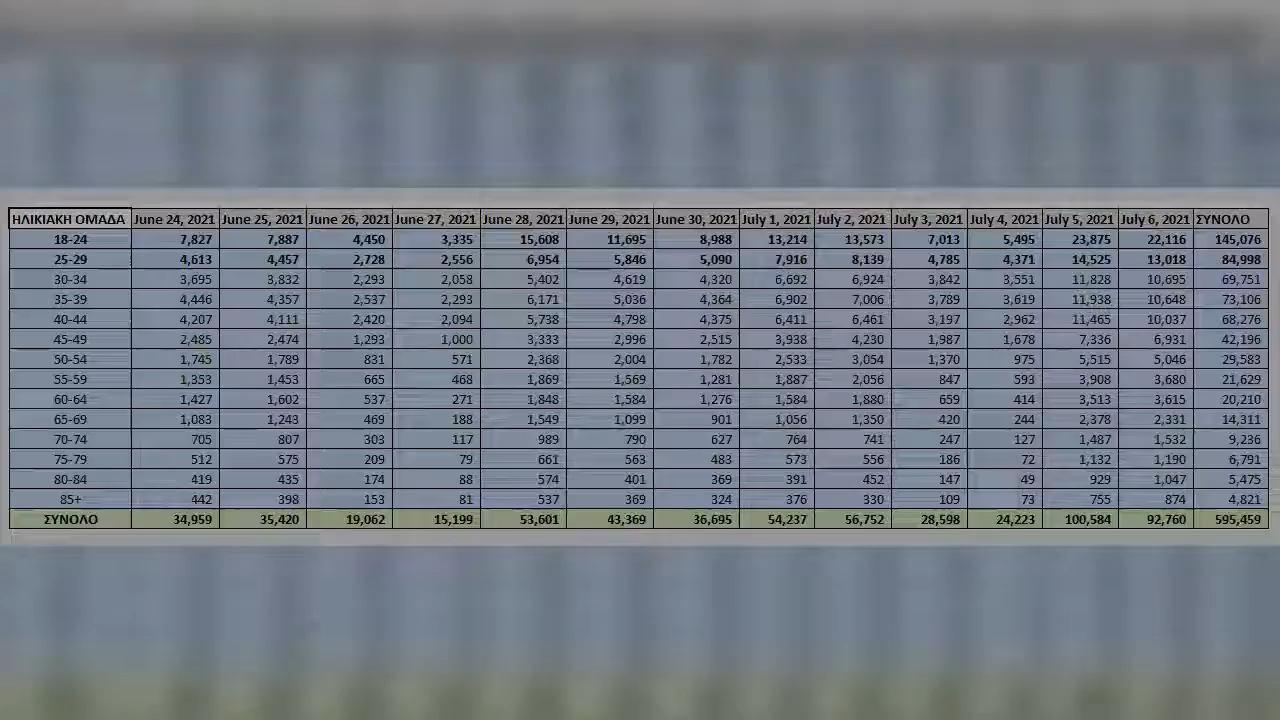 ΗΛΙΚΙΑΚΗ ΟΜΑΔΑ June 24, 2021 June 25, 2021 June 26, 2021 June 27, 2021 June 28, 2021 June 29, 2021 June 30, 2021 July 1, 2021 July 2, 2021 July 3, 2021 July 4, 2021 July 5, 2021 July 6, 2021 ΣΥΝΟΛΟ
18-24 7,827 7,887 4,450 3,335 15,608 11,695 8,988 13,214 13,573 7,013 5,495 23,875 22,116 145,076
25-29 4,613 4,457 2,728 2,556 6,954 5,846 5,090 7,916 8,139 4,785 4,371 14,525 13,018 84,998
30-34 3,695 3,832 2,293 2,058 5,402 4,619 4,320 6,692 6,924 3,842 3,551 11,828 10,695 69,751
35-39 4,446 4,357 2,537 2,293 6,171 5,036 4,364 6,902 7,006 3,789 3,619 11,938 10,648 73,106
40-44 4,207 4,111 2,420 2,094 5,738 4,798 4,375 6,411 6,461 3,197 2,962 11,465 10,037 68,276
45-49 2,485 2,474 1,293 1,000 3,333 2,996 2,515 3,938 4,230 1,987 1,678 7,336 6,931 42,196
50-54 1,745 1,789 831 571 2,368 2,004 1,782 2,533 3,054 1,370 975 5,515 5,046 29,583
55-59 1,353 1,453 665 468 1,869 1,569 1,281 1,887 2,056 847 593 3,908 3,680 21,629
60-64 1,427 1,602 537 271 1,848 1,584 1,276 1,584 1,880 659 414 3,513 3,615 20,210
65-69 1,083 1,243 469 188 1,549 1,099 901 1,056 1,350 420 244 2,378 2,331 14,311
70-74 705 807 303 117 989 790 627 764 741 247 127 1,487 1,532 9,236
75-79 512 575 209 79 661 563 483 573 556 186 72 1,132 1,190 6,791
80-84 419 435 174 88 574 401 369 391 452 147 49 929 1,047 5,475
85+ 442 398 153 81 537 369 324 376 330 109 73 755 874 4,821
ΣΥΝΟΛΟ 34,959 35,420 19,062 15,199 53,601 43,369 36,695 54,237 56,752 28,598 24,223 100,584 92,760 595,459